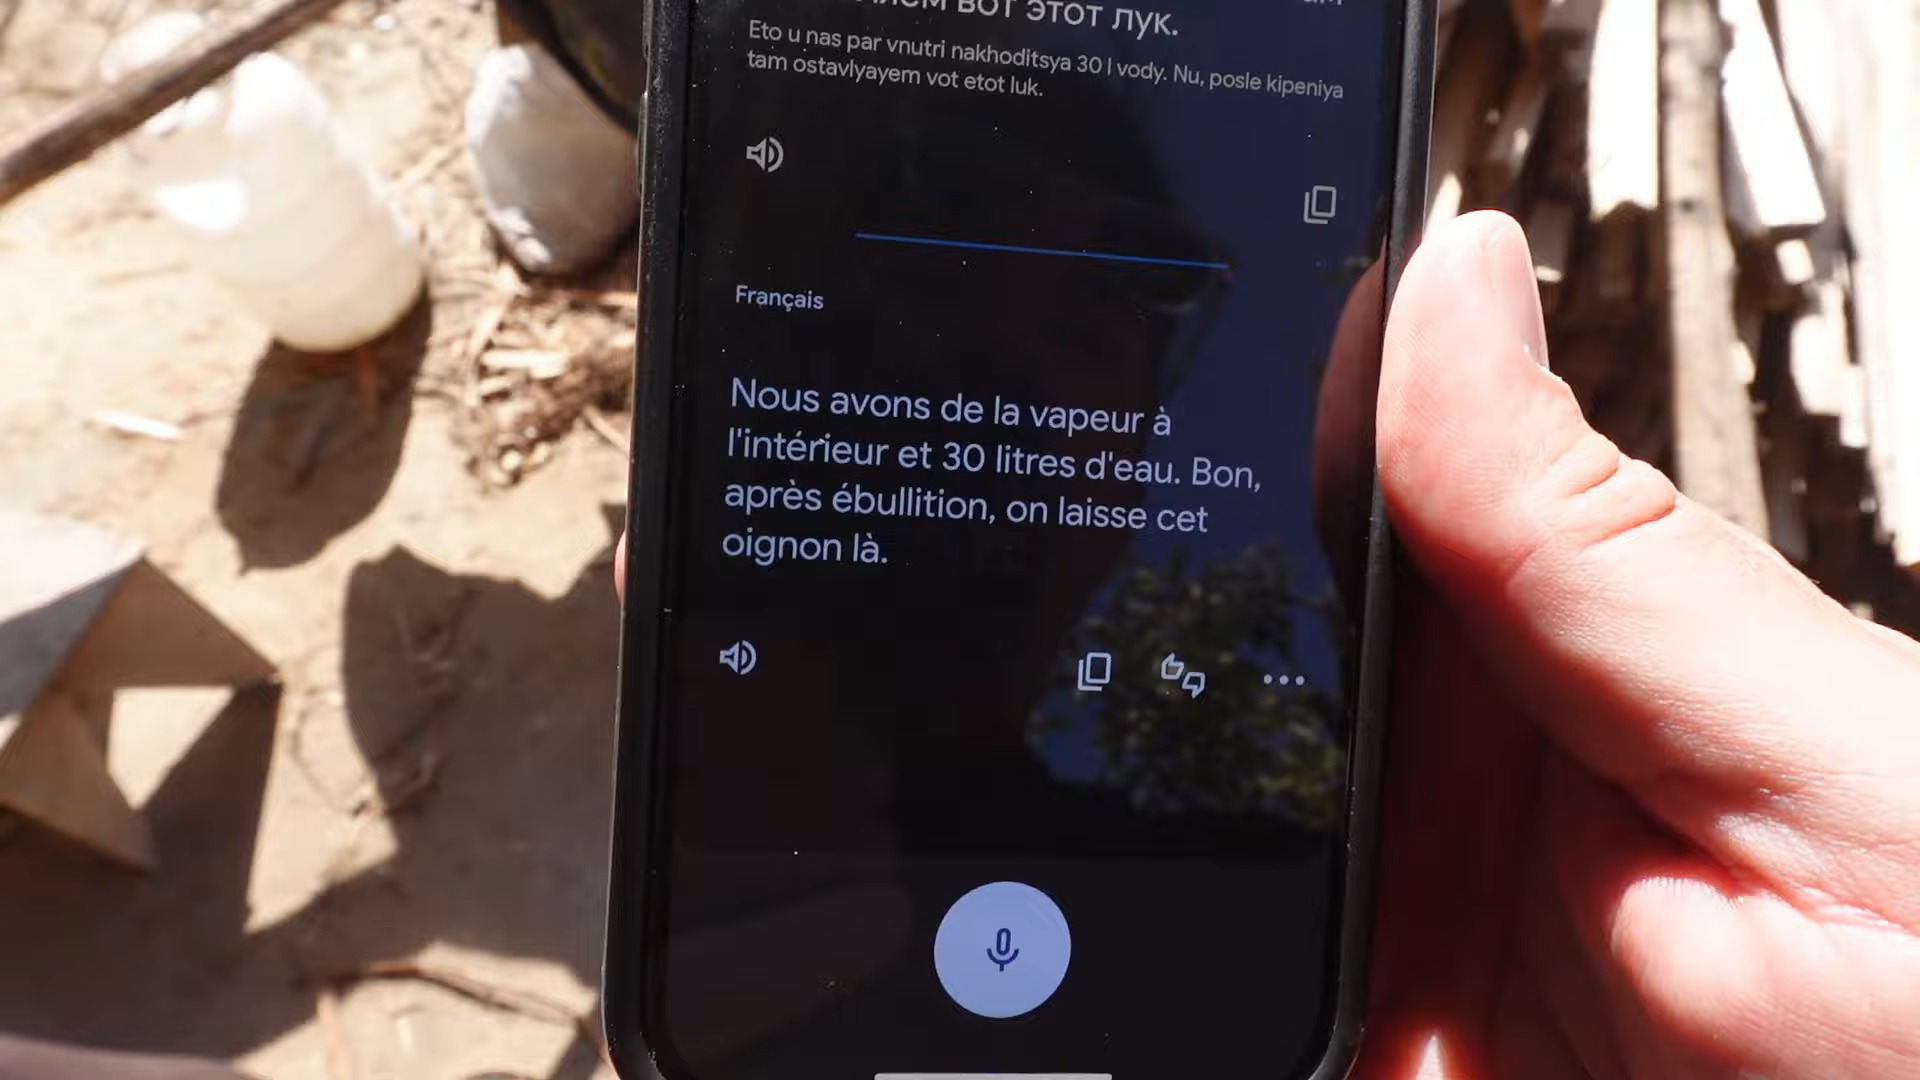 вот этот лук.
Eto u nas par vnutri nakhoditsya 30 l vody. Nu, posle kipeniya
tam ostavlyayem vot etot luk.
Français
Nous avons de la vapeur à
l'intérieur et 30 litres d'eau. Bon,
après ébullition, on laisse cet
oignon là.